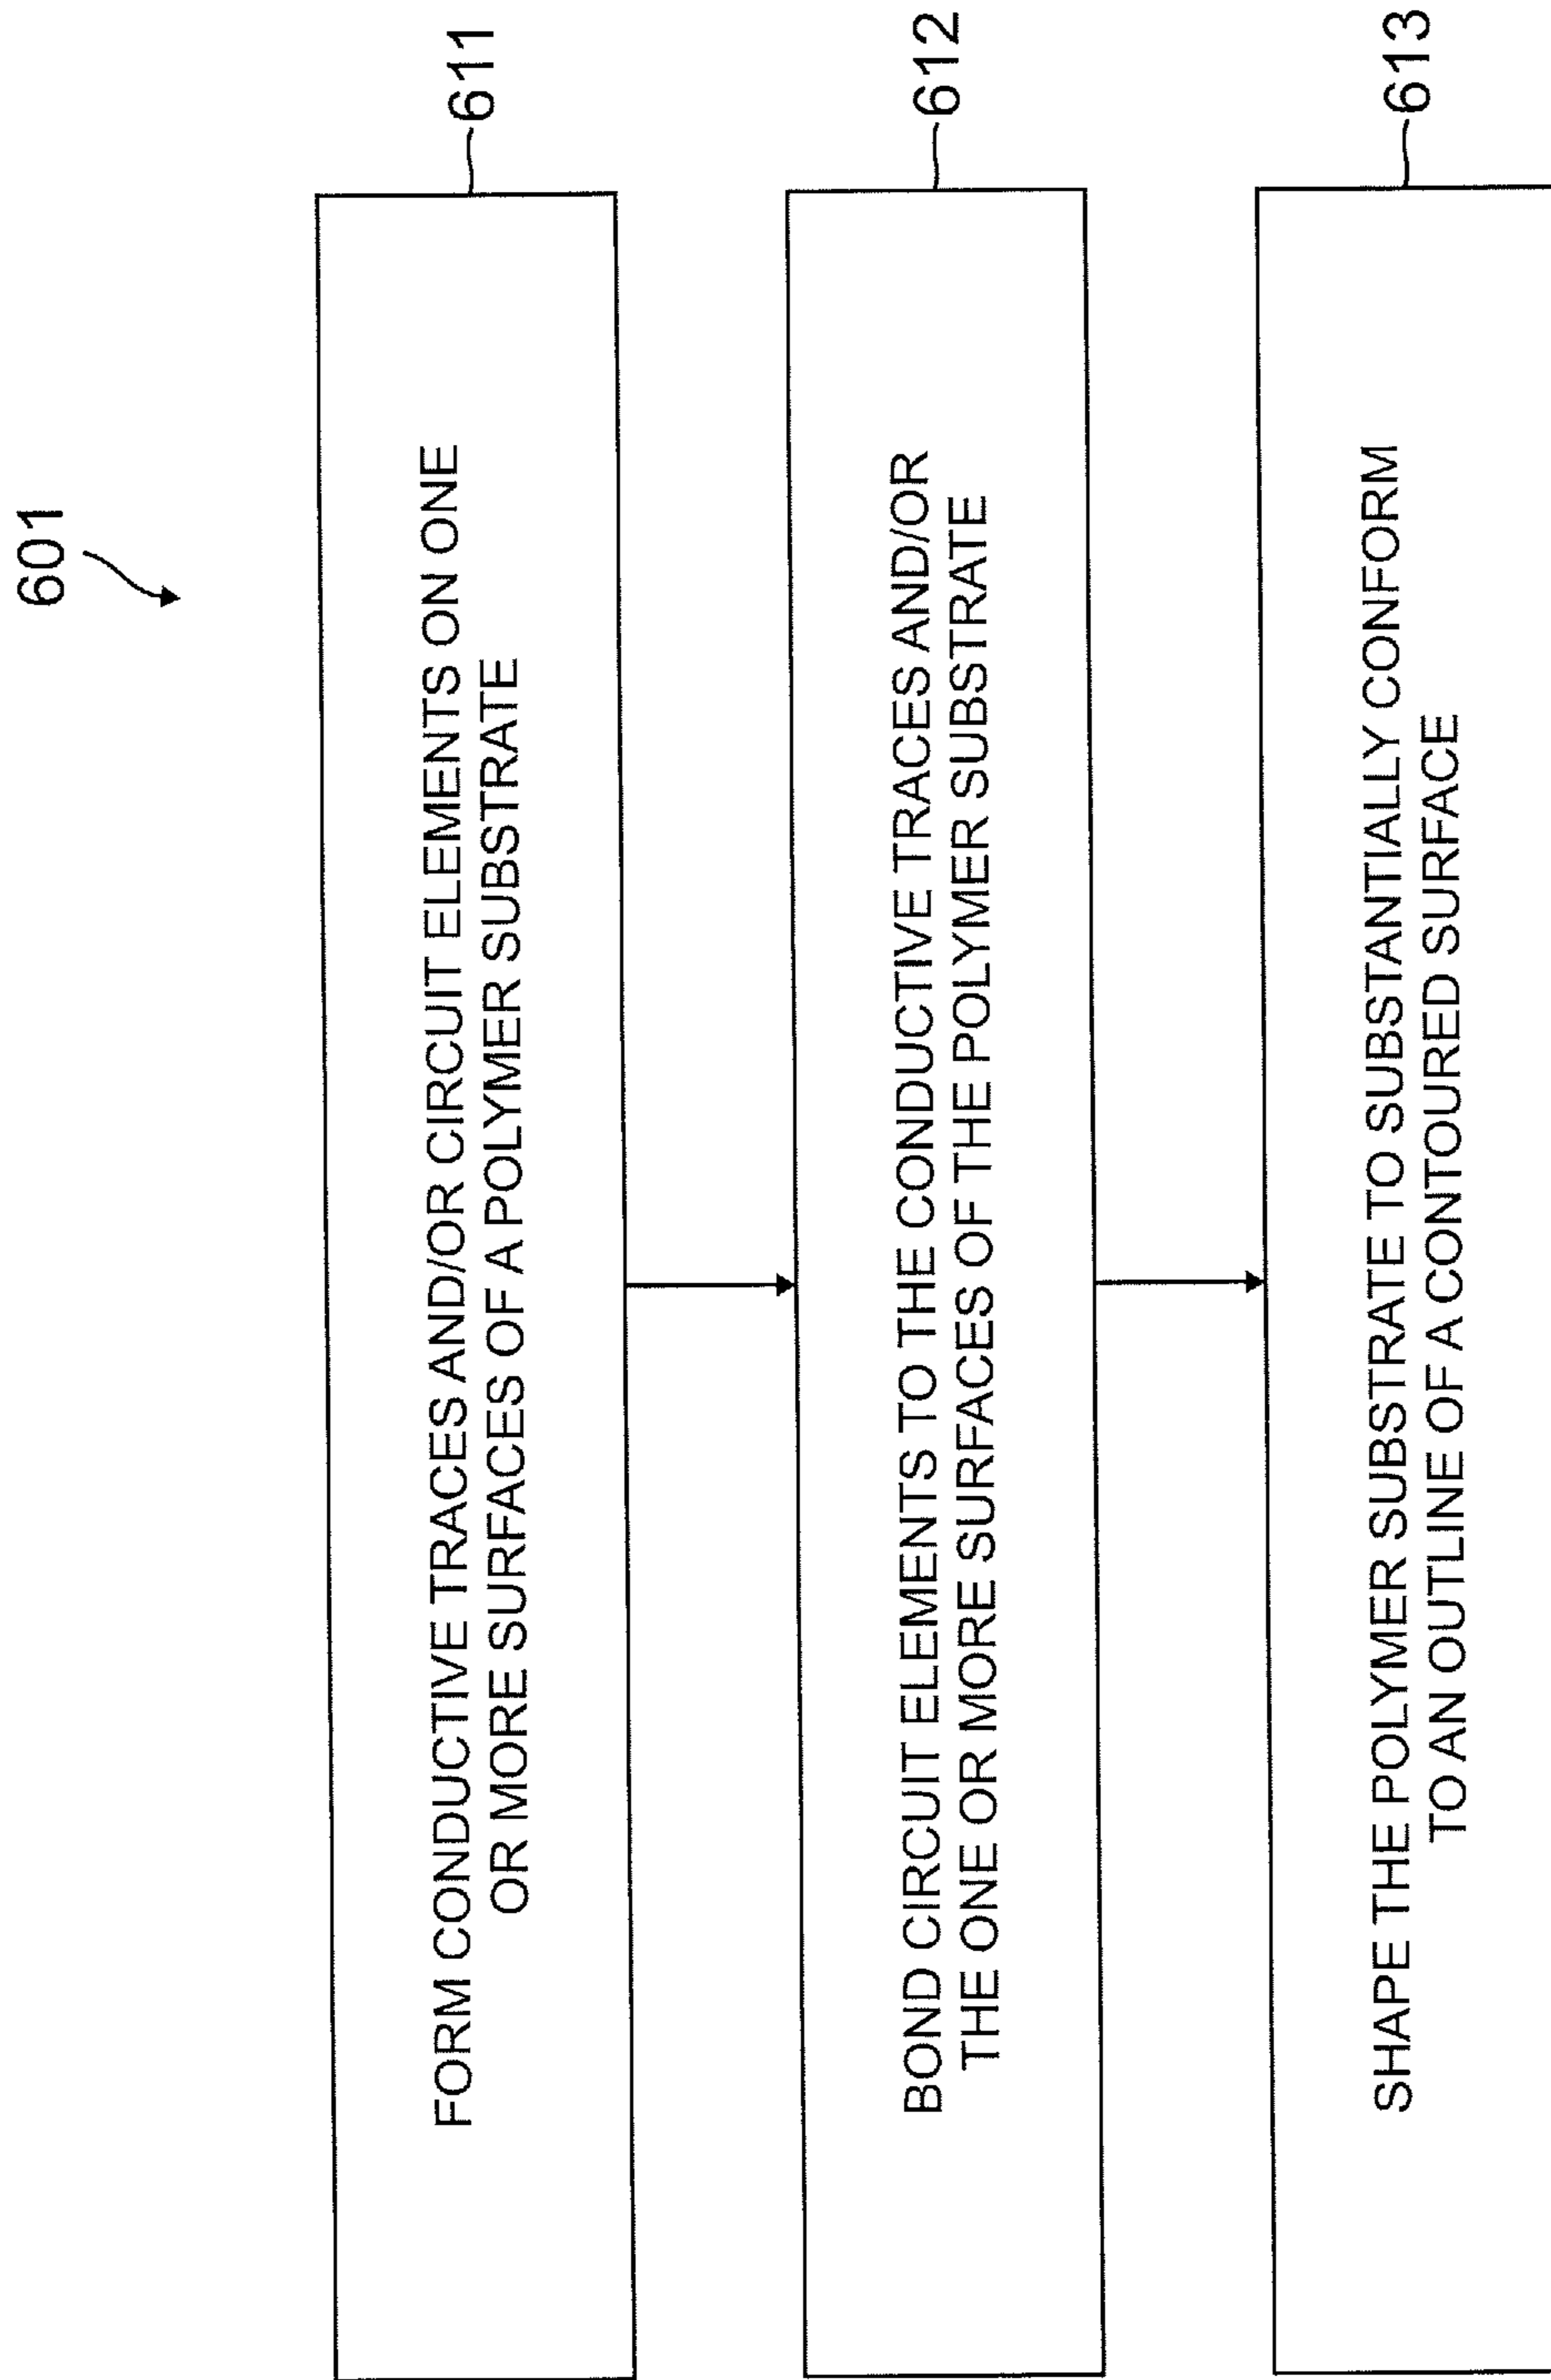 601
FORM CONDUCTIVE TRACES AND/OR CIRCUIT ELEMENTS ON ONE
OR MORE SURFACES OF A POLYMER SUBSTRATE
611
BOND CIRCUIT ELEMENTS TO THE CONDUCTIVE TRACES AND/OR
THE ONE OR MORE SURFACES OF THE POLYMER SUBSTRATE
612
SHAPE THE POLYMER SUBSTRATE TO SUBSTANTIALLY CONFORM
TO AN OUTLINE OF A CONTOURED SURFACE
613